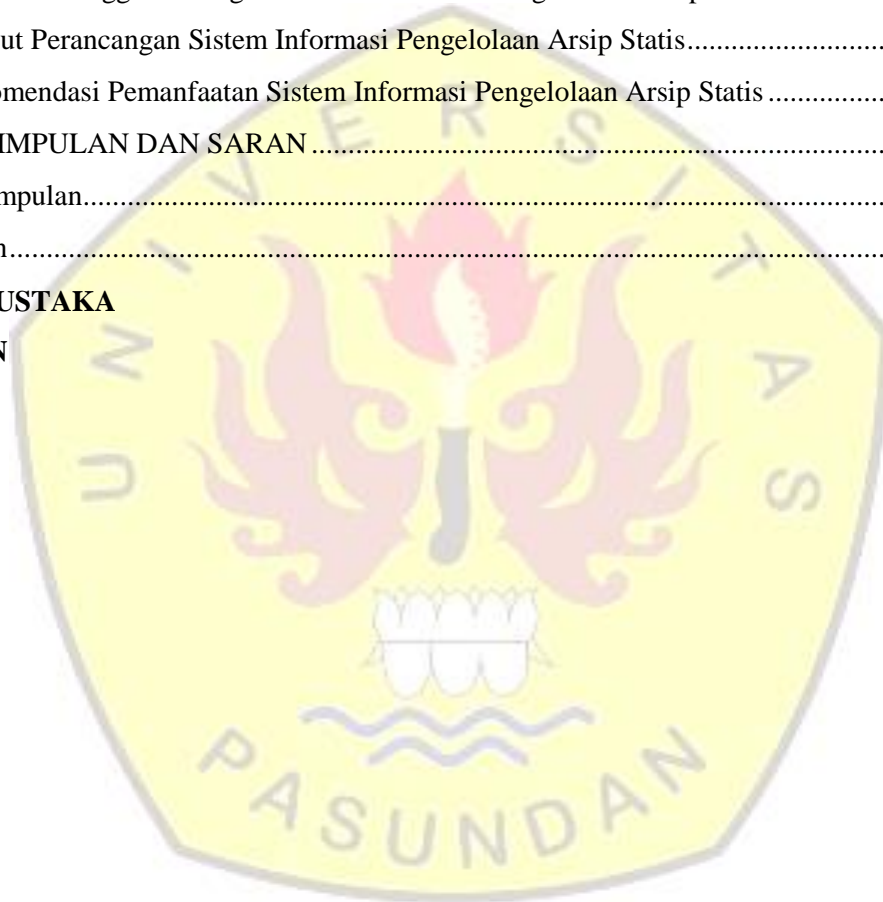 ut Perancangan Sistem Informasi Pengelolaan Arsip Statis..............................
omendasi Pemanfaatan Sistem Informasi Pengelolaan Arsip Statis..................
IMPULAN DAN SARAN...............................................................................
mpulan.............................................................................................................
n.......................................................................................................................
USTAKA
N
UNIVERSITAS
PASUNDAN